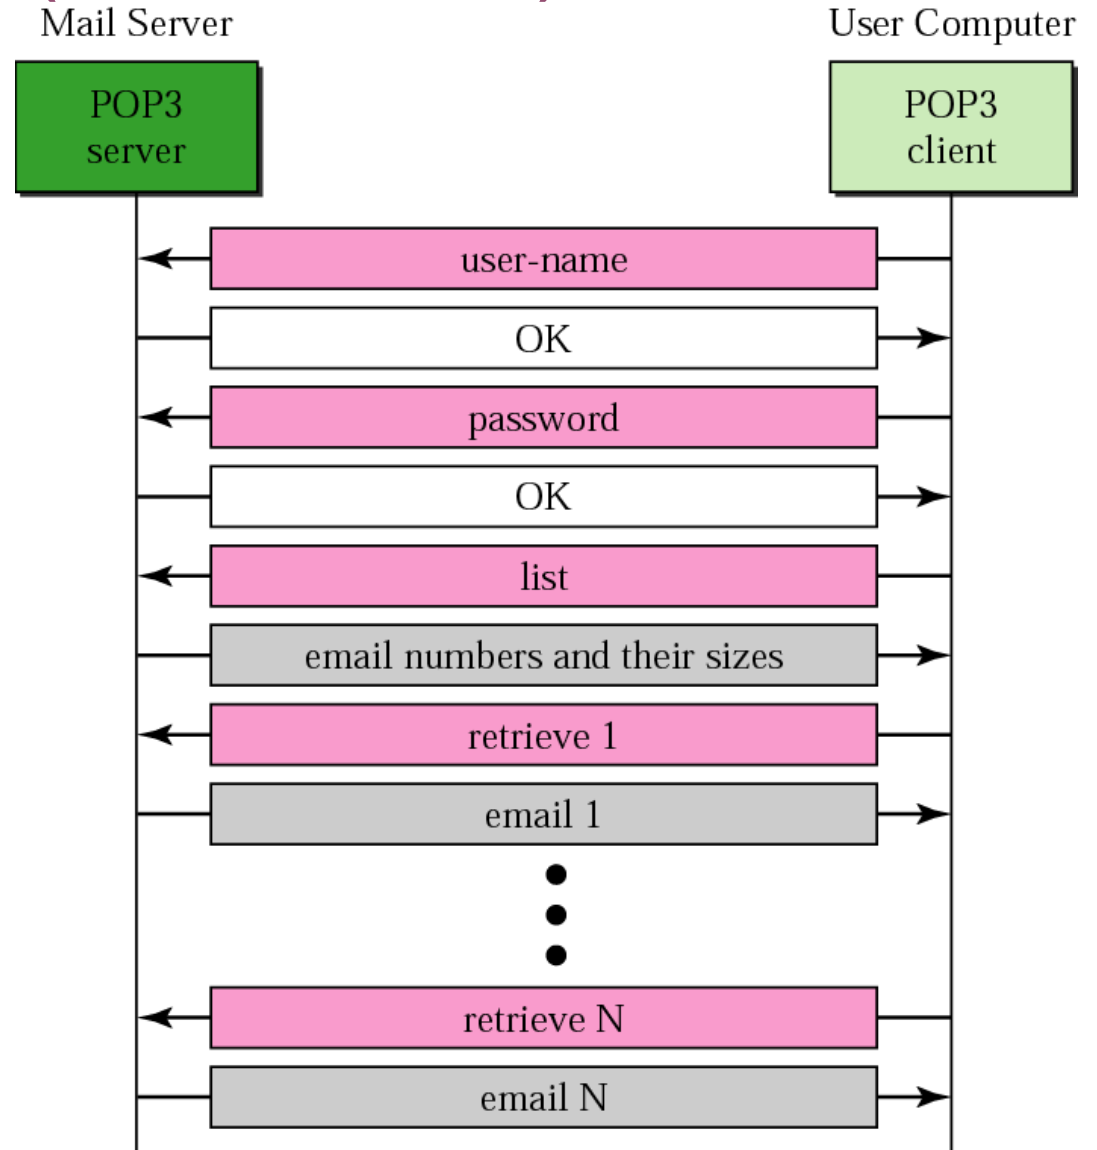 Mail Server
User Computer
POP3
server
POP3
client
user-name
OK
password
OK
list
email numbers and their sizes
retrieve 1
email 1
retrieve N
email N